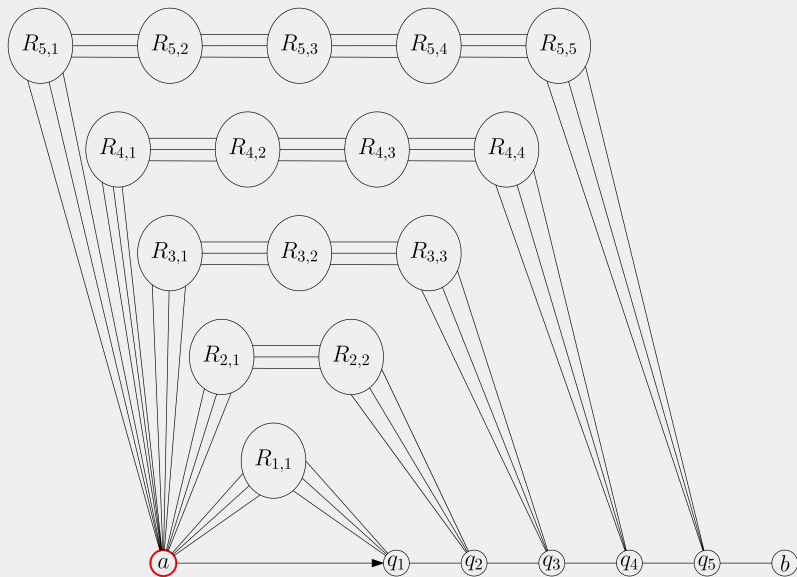 R5,1 R5,2 R5,3 R5,4 R5,5
R4,1 R4,2 R4,3 R4,4
R3,1 R3,2 R3,3
R2,1 R2,2
R1,1
a q1 q2 q3 q4 q5 b